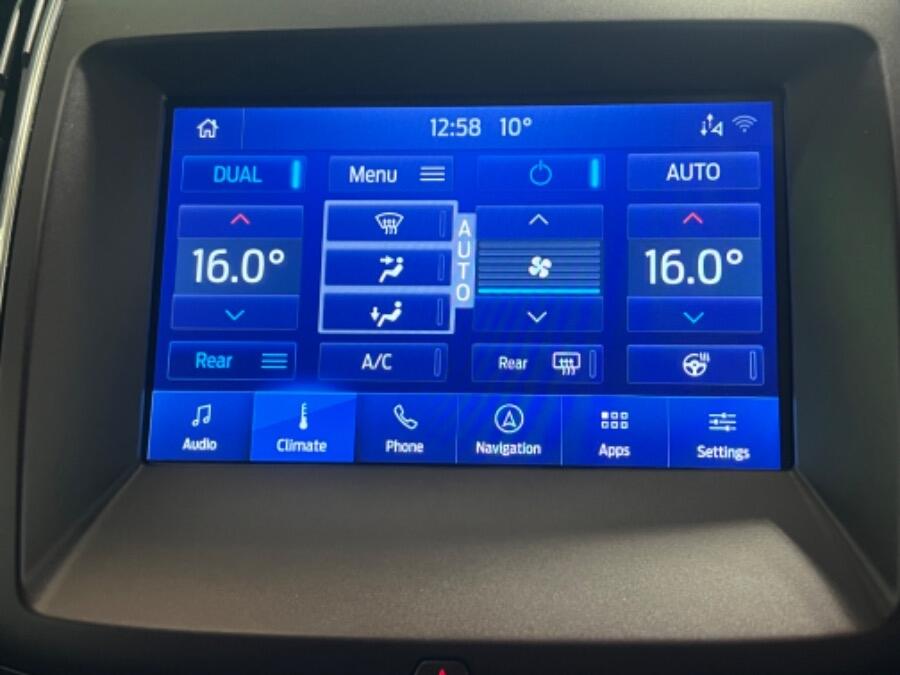 12:58 10°
DUAL Menu AUTO
16.0° AUTO 16.0°
Rear A/C Rear
Audio Climate Phone Navigation Apps Settings